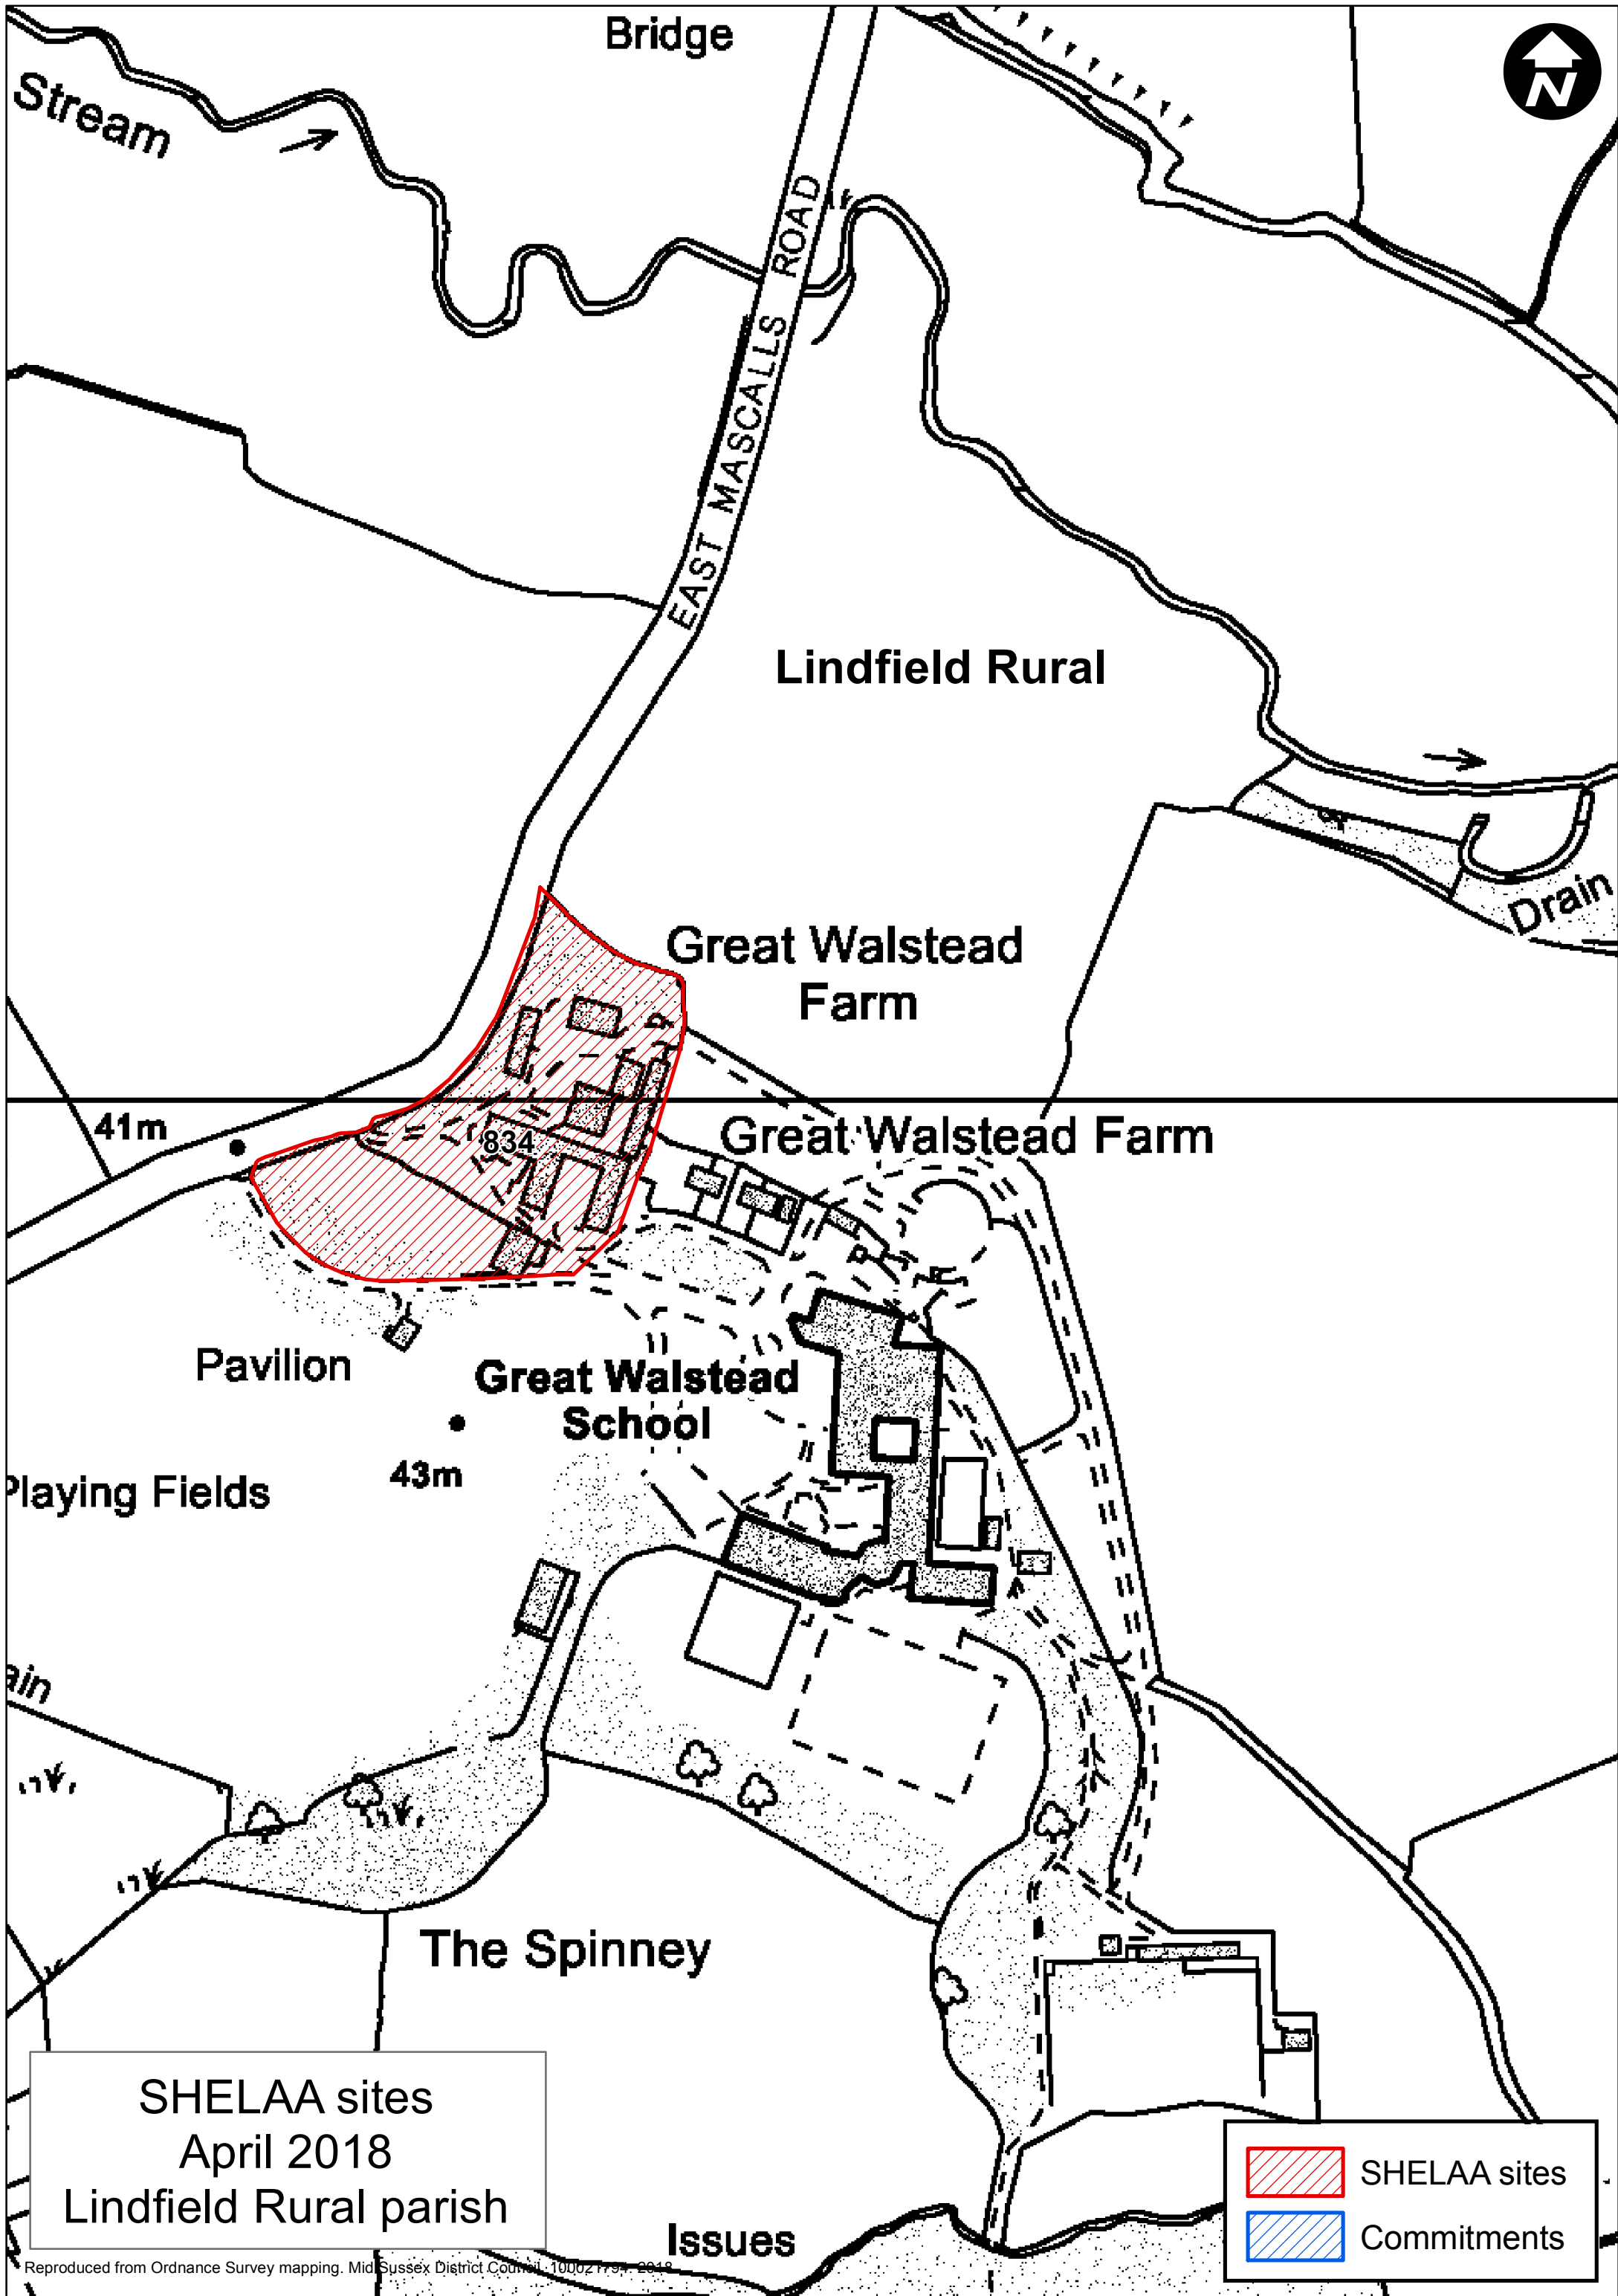 Bridge
N
Stream
EAST MASCALLS ROAD
Lindfield Rural
Drain
Great Walstead
Farm
41m
834
Great Walstead Farm
Pavilion
Great Walstead
School
43m
Playing Fields
ain
The Spinney
SHELAA sites
April 2018
Lindfield Rural parish
Issues
SHELAA sites
Commitments
Reproduced from Ordnance Survey mapping. Mid Sussex District Council. 100021794. 2018